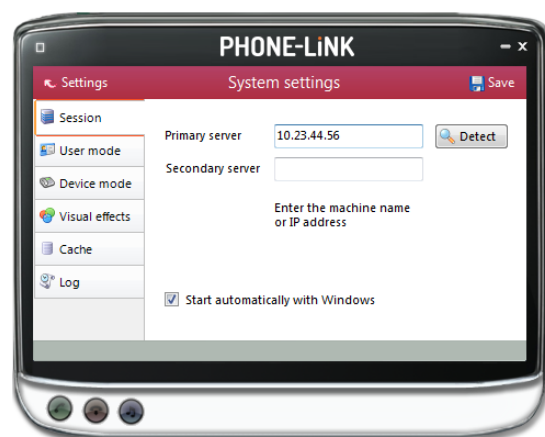 PHONE-LiNK
- x
Settings
System settings
Save
Session
User mode
Device mode
Visual effects
Cache
Log
Primary server
10.23.44.56
Detect
Secondary server
Enter the machine name
or IP address
Start automatically with Windows